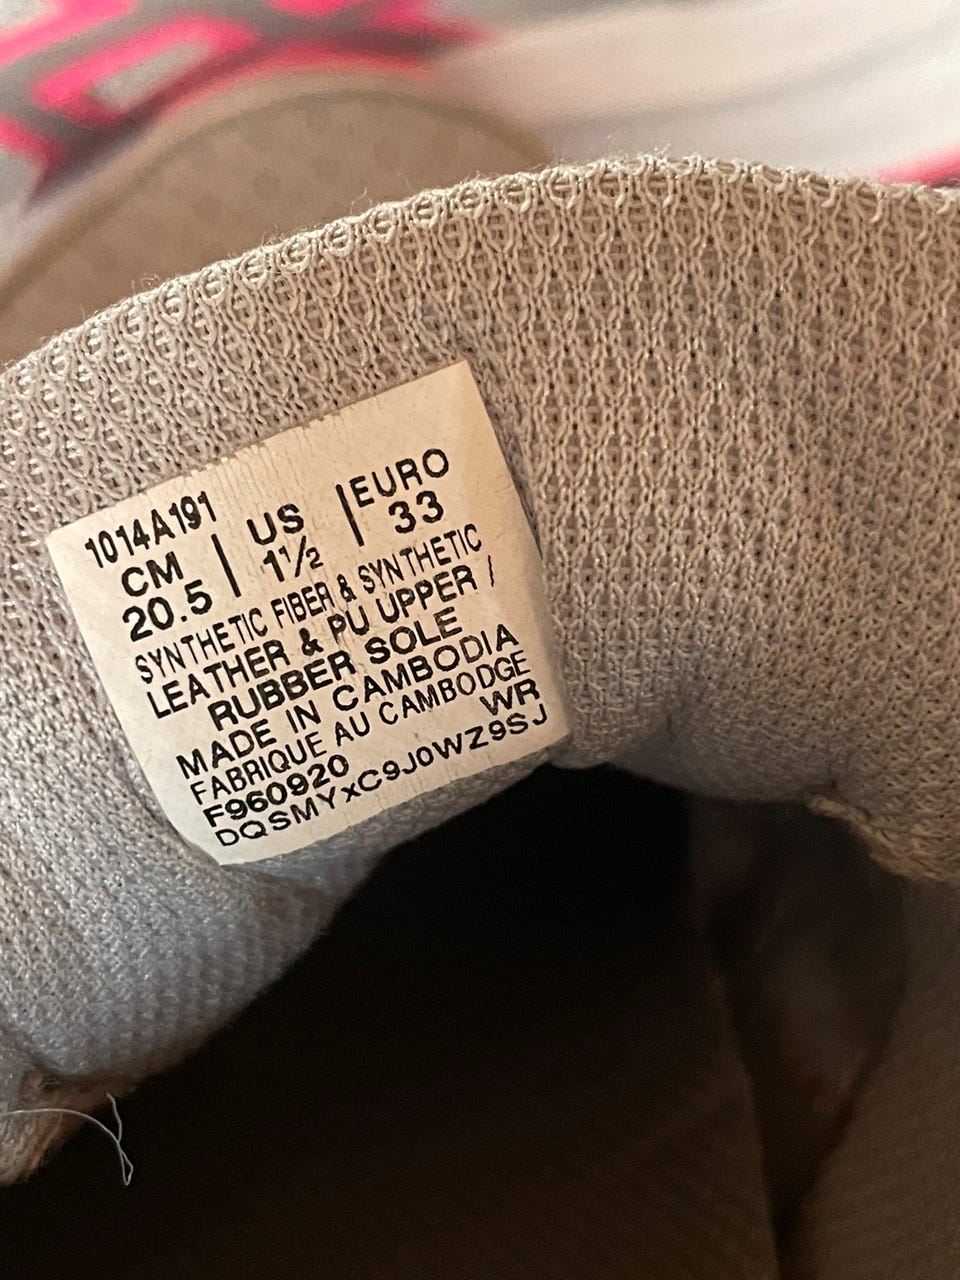 1014A191
CM | US | EURO
20.5 1½ 33
SYNTHETIC FIBER & SYNTHETIC
LEATHER & PU UPPER /
RUBBER SOLE
MADE IN CAMBODIA
FABRIQUE AU CAMBODGE
F960920 WR
DQSMYxC9J0WZ9SJ